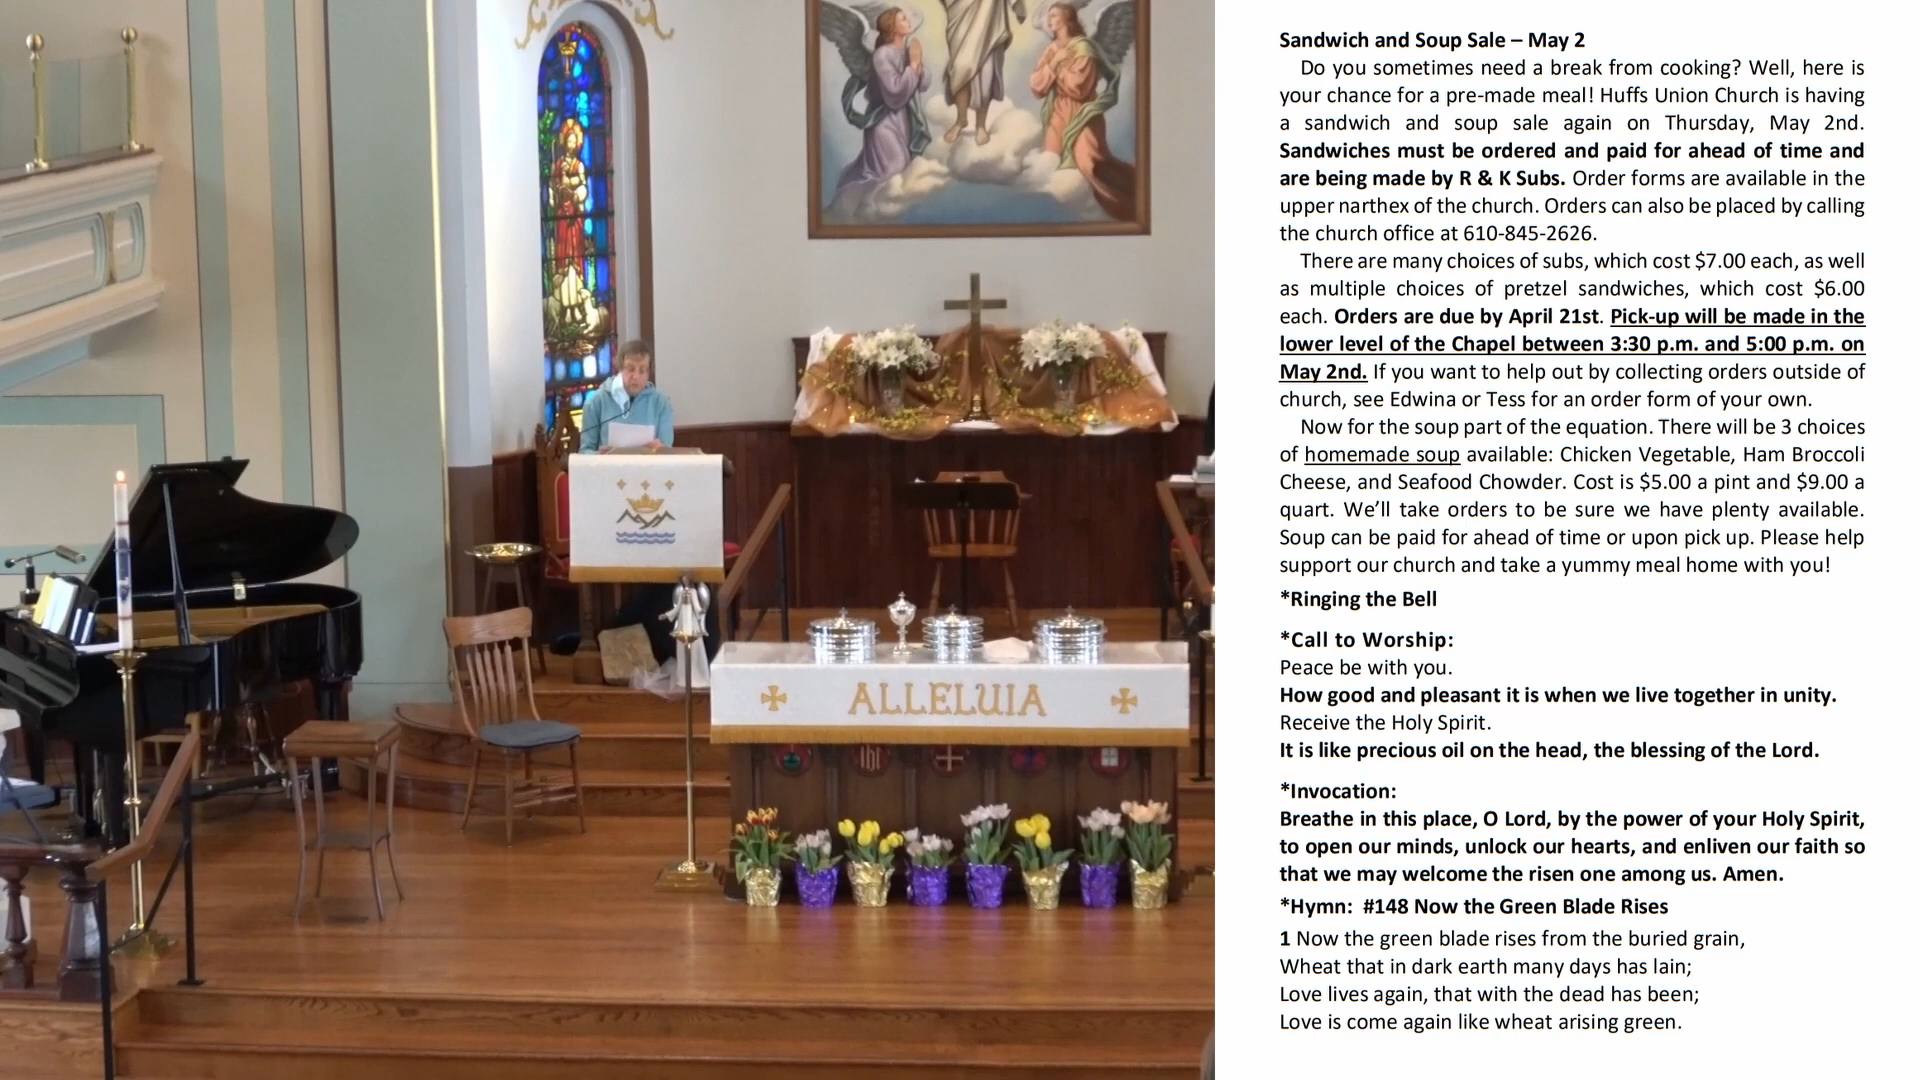 Sandwich and Soup Sale – May 2
Do you sometimes need a break from cooking? Well, here is
your chance for a pre-made meal! Huffs Union Church is having
a sandwich and soup sale again on Thursday, May 2nd.
Sandwiches must be ordered and paid for ahead of time and
are being made by R & K Subs. Order forms are available in the
upper narthex of the church. Orders can also be placed by calling
the church office at 610-845-2626.
There are many choices of subs, which cost $7.00 each, as well
as multiple choices of pretzel sandwiches, which cost $6.00
each. Orders are due by April 21st. Pick-up will be made in the
lower level of the Chapel between 3:30 p.m. and 5:00 p.m. on
May 2nd. If you want to help out by collecting orders outside of
church, see Edwina or Tess for an order form of your own.
Now for the soup part of the equation. There will be 3 choices
of homemade soup available: Chicken Vegetable, Ham Broccoli
Cheese, and Seafood Chowder. Cost is $5.00 a pint and $9.00 a
quart. We’ll take orders to be sure we have plenty available.
Soup can be paid for ahead of time or upon pick up. Please help
support our church and take a yummy meal home with you!
*Ringing the Bell
*Call to Worship:
Peace be with you.
How good and pleasant it is when we live together in unity.
Receive the Holy Spirit.
It is like precious oil on the head, the blessing of the Lord.
*Invocation:
Breathe in this place, O Lord, by the power of your Holy Spirit,
to open our minds, unlock our hearts, and enliven our faith so
that we may welcome the risen one among us. Amen.
*Hymn: #148 Now the Green Blade Rises
1 Now the green blade rises from the buried grain,
Wheat that in dark earth many days has lain;
Love lives again, that with the dead has been;
Love is come again like wheat arising green.
ALLELUIA